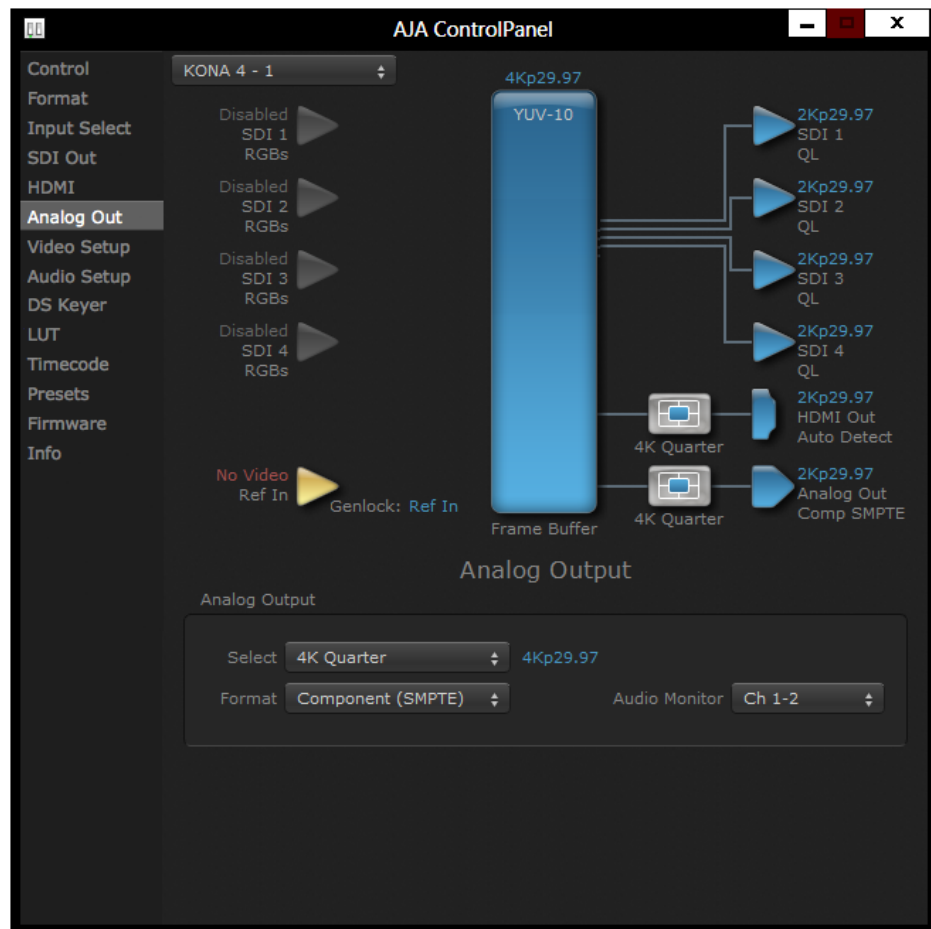 AJA ControlPanel
Control
Format
Input Select
SDI Out
HDMI
Analog Out
Video Setup
Audio Setup
DS Keyer
LUT
Timecode
Presets
Firmware
Info
KONA 4 - 1
4Kp29.97
YUV-10
Disabled
SDI 1
RGBs
Disabled
SDI 2
RGBs
Disabled
SDI 3
RGBs
Disabled
SDI 4
RGBs
No Video
Ref In
Genlock: Ref In
Frame Buffer
2Kp29.97
SDI 1
QL
2Kp29.97
SDI 2
QL
2Kp29.97
SDI 3
QL
2Kp29.97
SDI 4
QL
4K Quarter
2Kp29.97
HDMI Out
Auto Detect
4K Quarter
2Kp29.97
Analog Out
Comp SMPTE
Analog Output
Analog Output
Select 4K Quarter 4Kp29.97
Format Component (SMPTE) Audio Monitor Ch 1-2